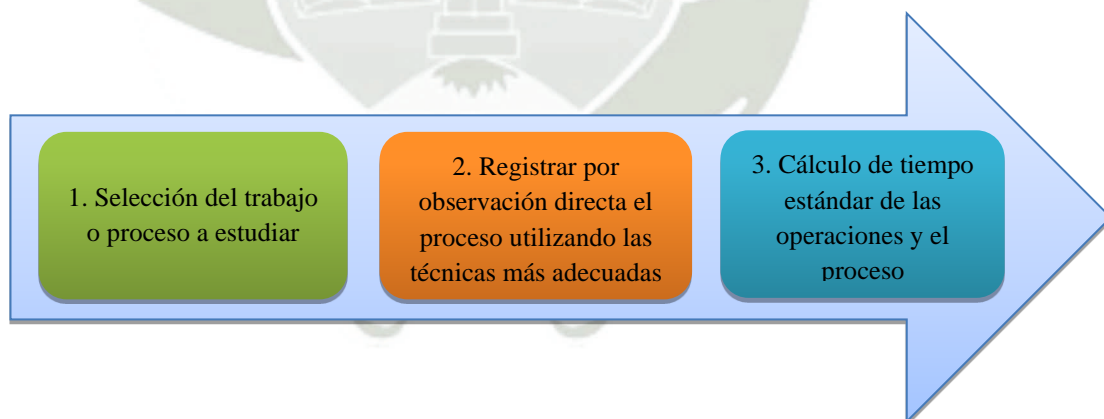 1. Selección del trabajo
o proceso a estudiar
2. Registrar por
observación directa el
proceso utilizando las
técnicas más adecuadas
3. Cálculo de tiempo
estándar de las
operaciones y el
proceso